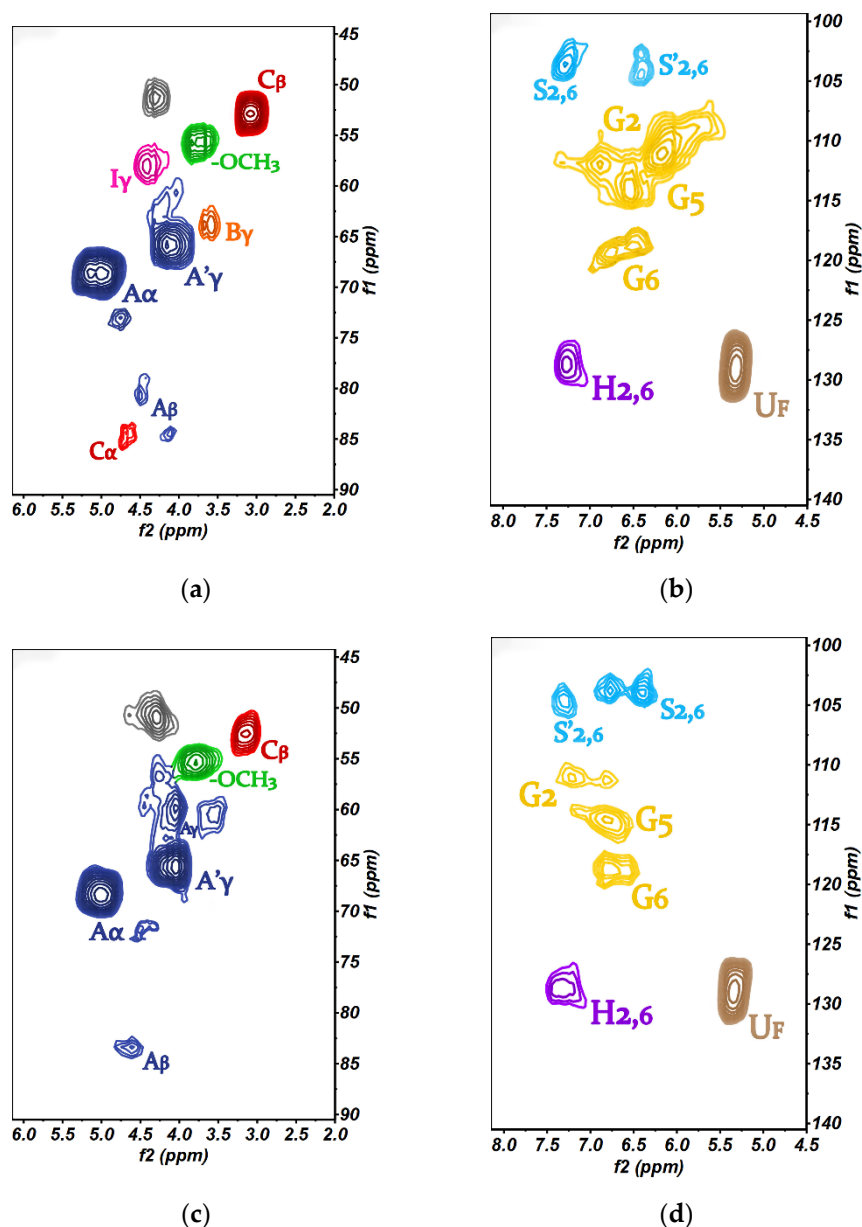 45
50
Cβ
55
-OCH₃
Iγ
60
Bγ
65
A'γ
Aα
70
75
80
Aβ
Cα
85
90
f1 (ppm)
6.0 5.5 5.0 4.5 4.0 3.5 3.0 2.5 2.0
f2 (ppm)
(a)
100
S2,6
S'2,6
105
G2
110
G5
115
G6
120
125
H2,6
UF
130
135
140
f1 (ppm)
8.0 7.5 7.0 6.5 6.0 5.5 5.0 4.5
f2 (ppm)
(b)
45
50
Cβ
55
-OCH₃
60
Aγ
65
A'γ
70
Aα
75
80
Aβ
85
90
f1 (ppm)
6.0 5.5 5.0 4.5 4.0 3.5 3.0 2.5 2.0
f2 (ppm)
(c)
100
S'2,6
S2,6
105
G2
110
G5
115
G6
120
125
H2,6
UF
130
135
140
f1 (ppm)
8.0 7.5 7.0 6.5 6.0 5.5 5.0 4.5
f2 (ppm)
(d)